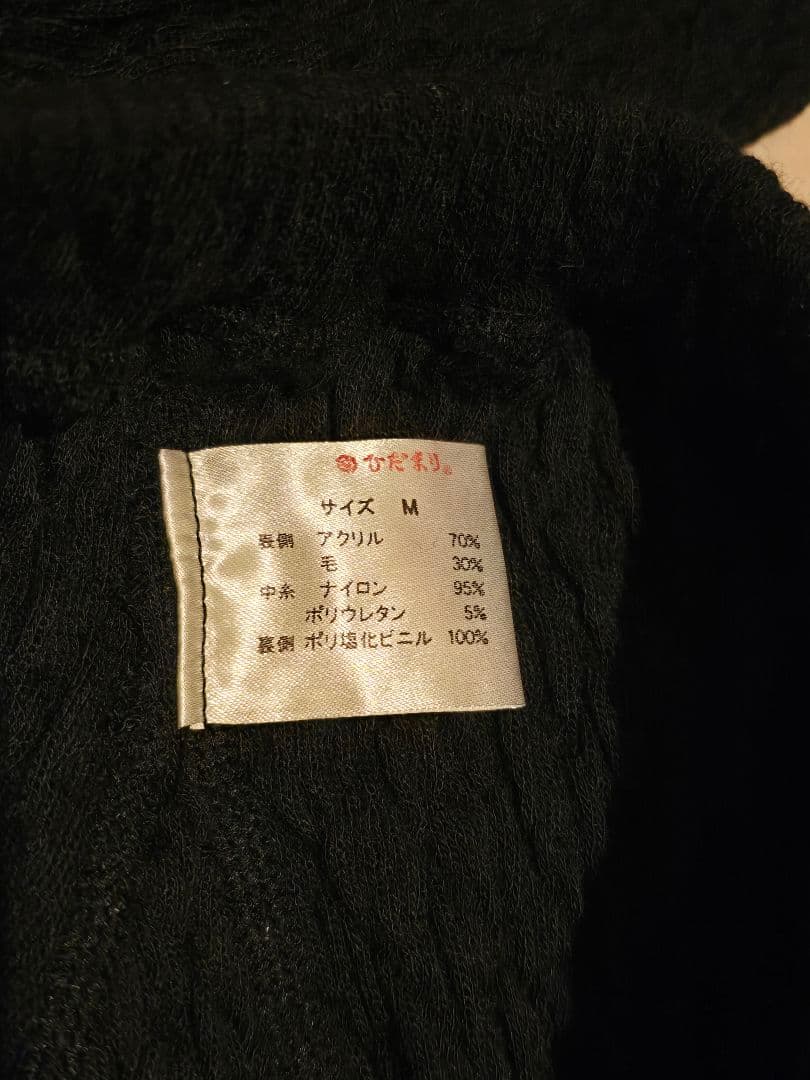 ひだまり®
サイズ M
表側 アクリル 70%
毛 30%
中糸 ナイロン 95%
ポリウレタン 5%
裏側 ポリ塩化ビニル 100%